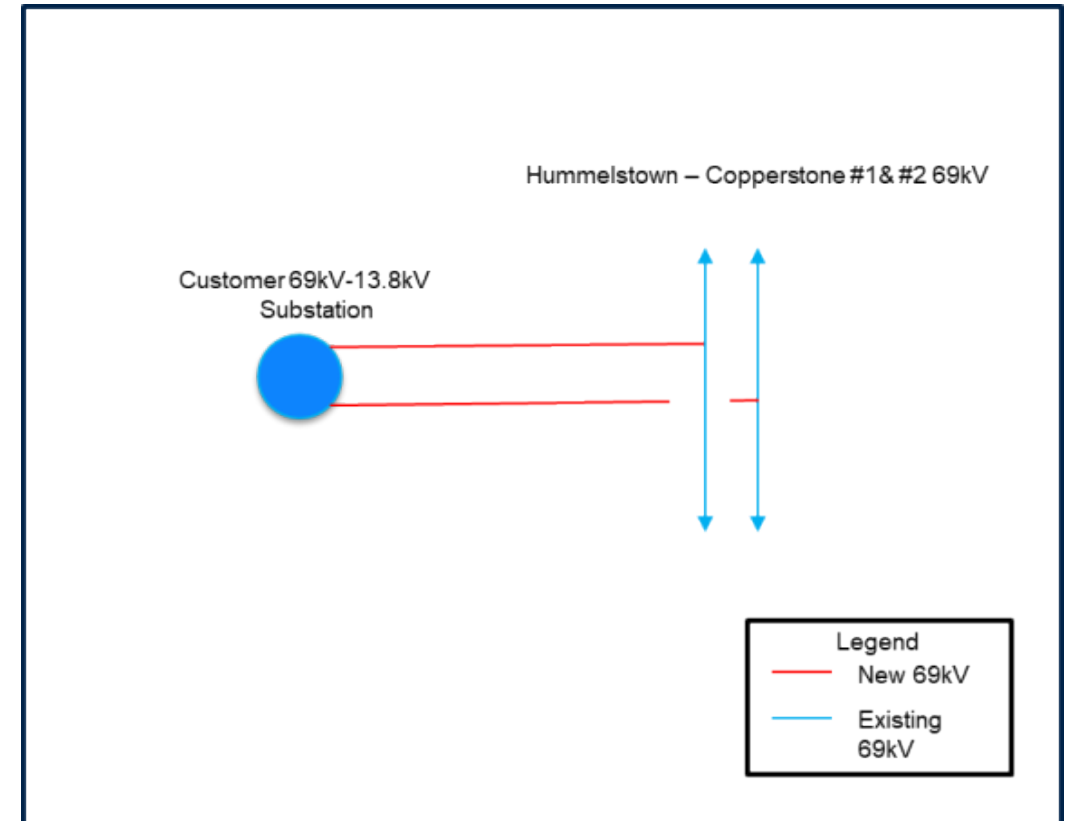 Hummelstown – Copperstone #1& #2 69kV
Customer 69kV-13.8kV
Substation
Legend
New 69kV
Existing
69kV